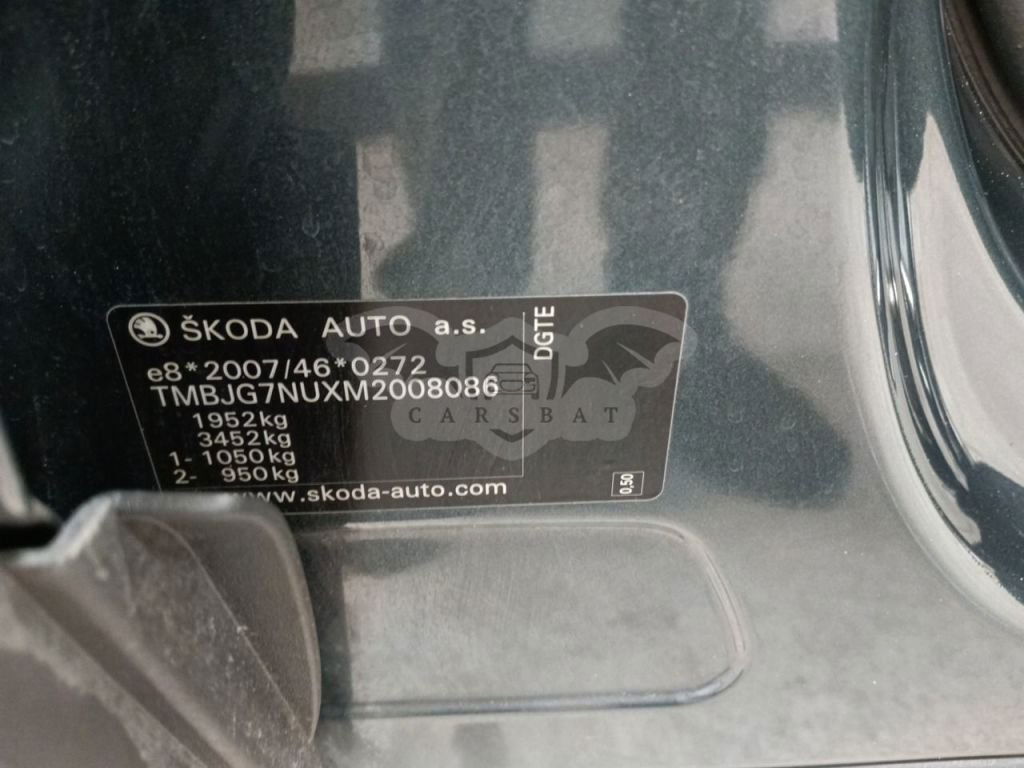 ŠKODA AUTO a.s.
DGTE
e8*2007/46*0272
TMBJG7NUXM2008086
1952kg
3452kg
1- 1050kg
2- 950kg
www.skoda-auto.com
0,50
CARSBAT